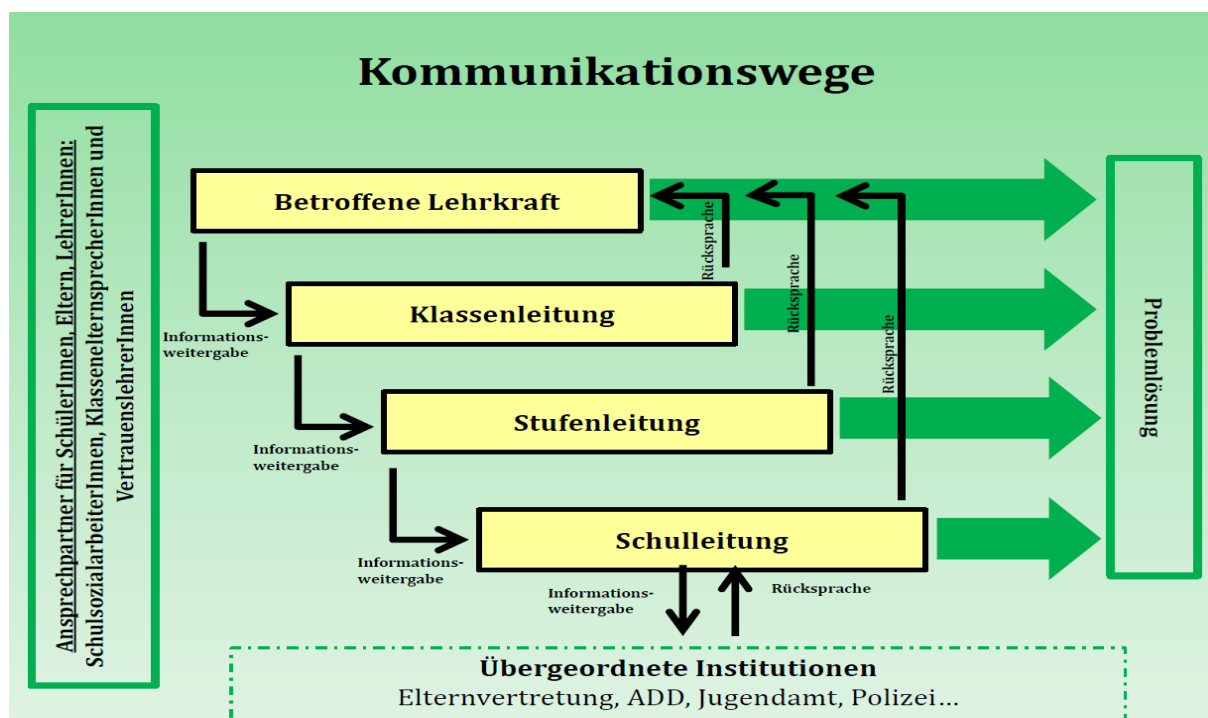 Kommunikationswege
Ansprechpartner für SchülerInnen, Eltern, LehrerInnen:
SchulsozialarbeiterInnen, KlassenelternsprecherInnen und
VertrauenslehrerInnen
Betroffene Lehrkraft
Rücksprache
Informations-
weitergabe
Klassenleitung
Rücksprache
Informations-
weitergabe
Stufenleitung
Rücksprache
Informations-
weitergabe
Schulleitung
Problemlösung
Informations-
weitergabe
Rücksprache
Übergeordnete Institutionen
Elternvertretung, ADD, Jugendamt, Polizei...